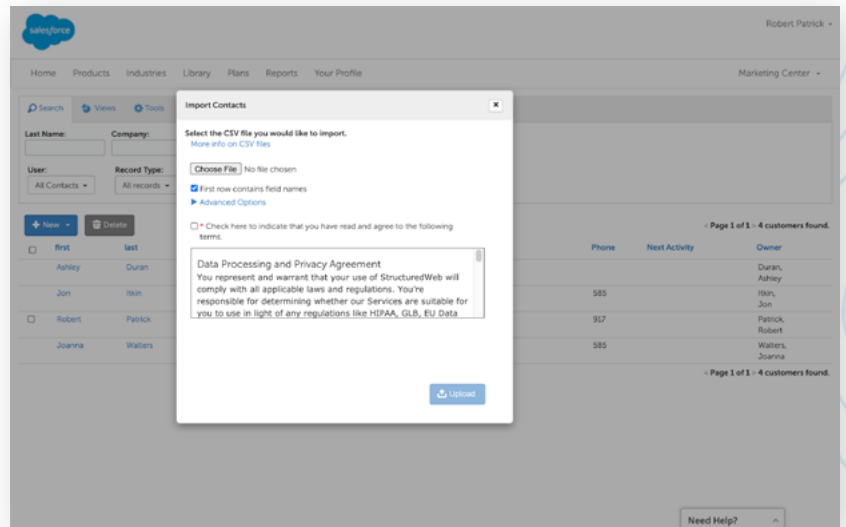 salesforce
Robert Patrick
Home Products Industries Library Plans Reports Your Profile Marketing Center
Search Views Tools
Last Name: Company:
User: Record Type:
All Contacts All records
New Delete
< Page 1 of 1 > 4 customers found.
first last Phone Next Activity Owner
Ashley Duran Duran,
Ashley
Jon Itkin 585 Itkin,
Jon
Robert Patrick 917 Patrick,
Robert
Joanna Walters 585 Walters,
Joanna
< Page 1 of 1 > 4 customers found.
Import Contacts
Select the CSV file you would like to import.
More info on CSV files
Choose File No file chosen
First row contains field names
Advanced Options
* Check here to indicate that you have read and agree to the following
terms.
Data Processing and Privacy Agreement
You represent and warrant that your use of StructuredWeb will
comply with all applicable laws and regulations. You're
responsible for determining whether our Services are suitable for
you to use in light of any regulations like HIPAA, GLB, EU Data
Upload
Need Help?